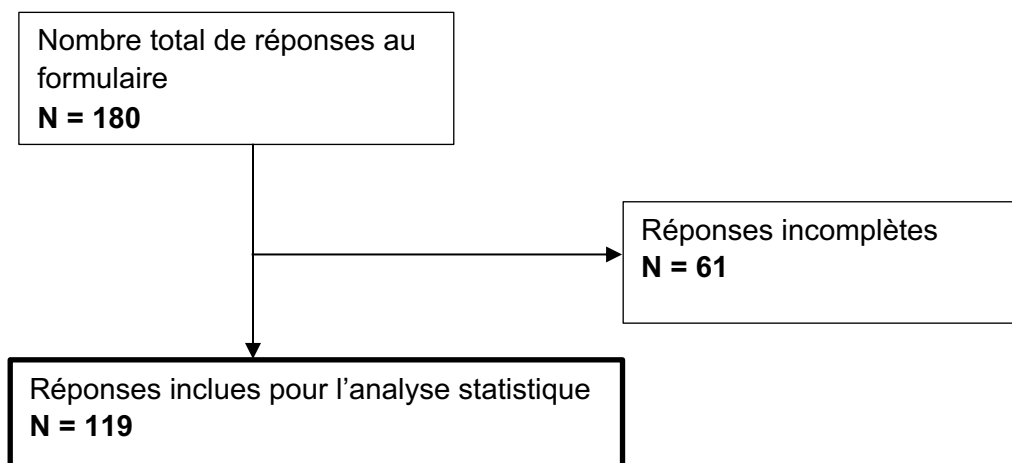 Nombre total de réponses au
formulaire
N = 180
Réponses incomplètes
N = 61
Réponses inclues pour l’analyse statistique
N = 119